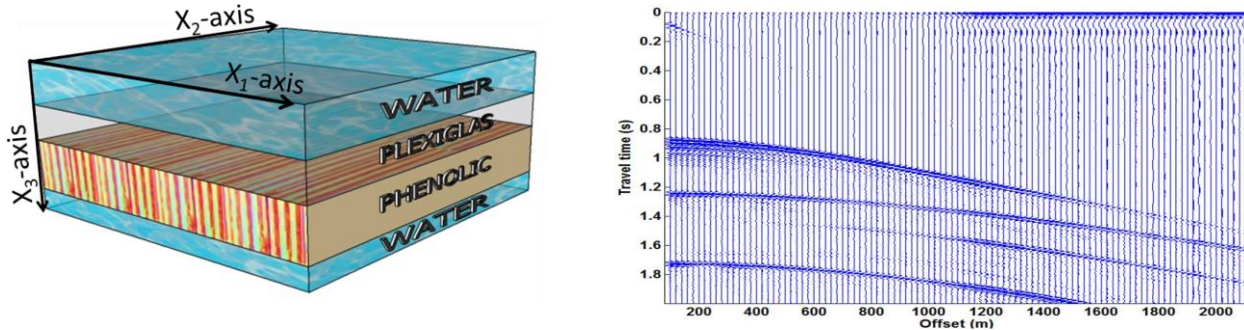 X₂-axis
X₁-axis
X₃-axis
WATER
PLEXIGLAS
PHENOLIC
WATER
Travel time (s)
0
0.2
0.4
0.6
0.8
1
1.2
1.4
1.6
1.8
200 400 600 800 1000 1200 1400 1600 1800 2000
Offset (m)